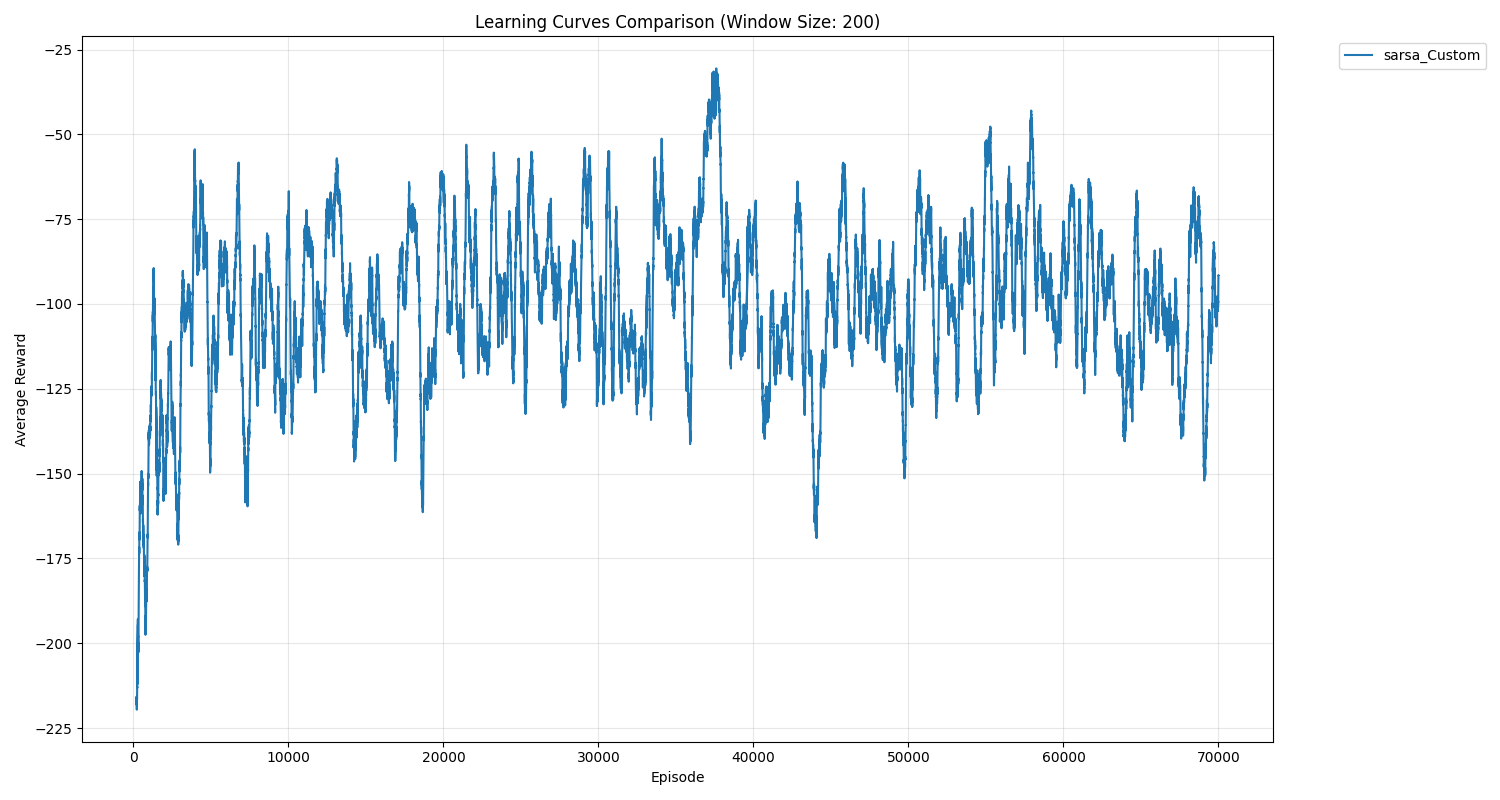 Learning Curves Comparison (Window Size: 200)
sarsa_Custom
Average Reward
−25
−50
−75
−100
−125
−150
−175
−200
−225
0 10000 20000 30000 40000 50000 60000 70000
Episode